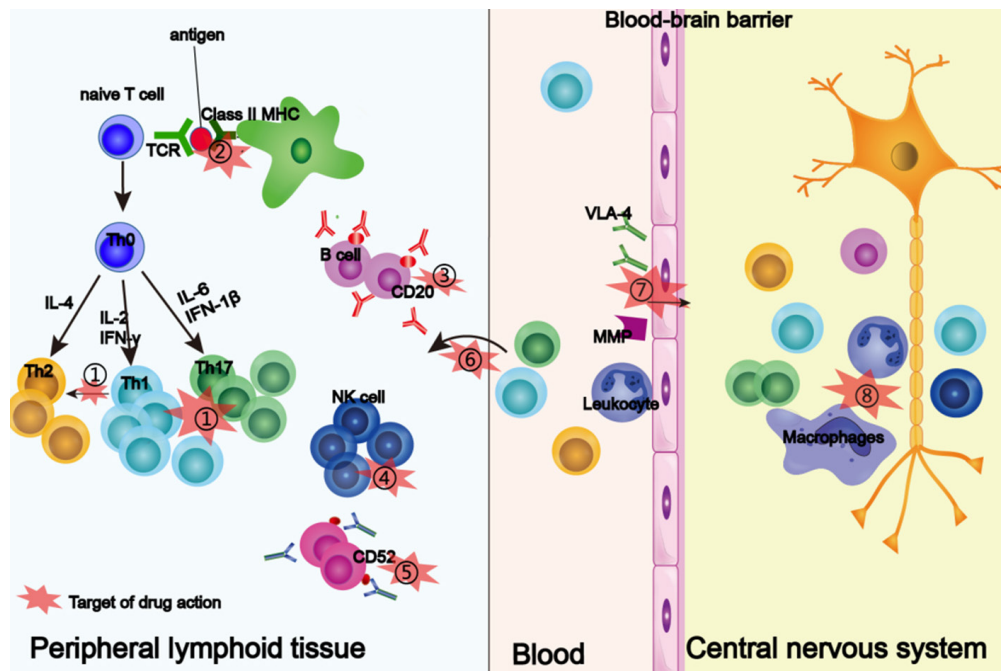 Blood-brain barrier
antigen
naive T cell
Class II MHC
TCR
②
Th0
B cell
CD20
③
VLA-4
⑦
MMP
IL-4
IL-2
IFN-γ
IL-6
IFN-1β
⑥
Th2
①
Th1
Th17
①
NK cell
④
Leukocyte
⑧
Macrophages
CD52
⑤
Target of drug action
Peripheral lymphoid tissue
Blood
Central nervous system